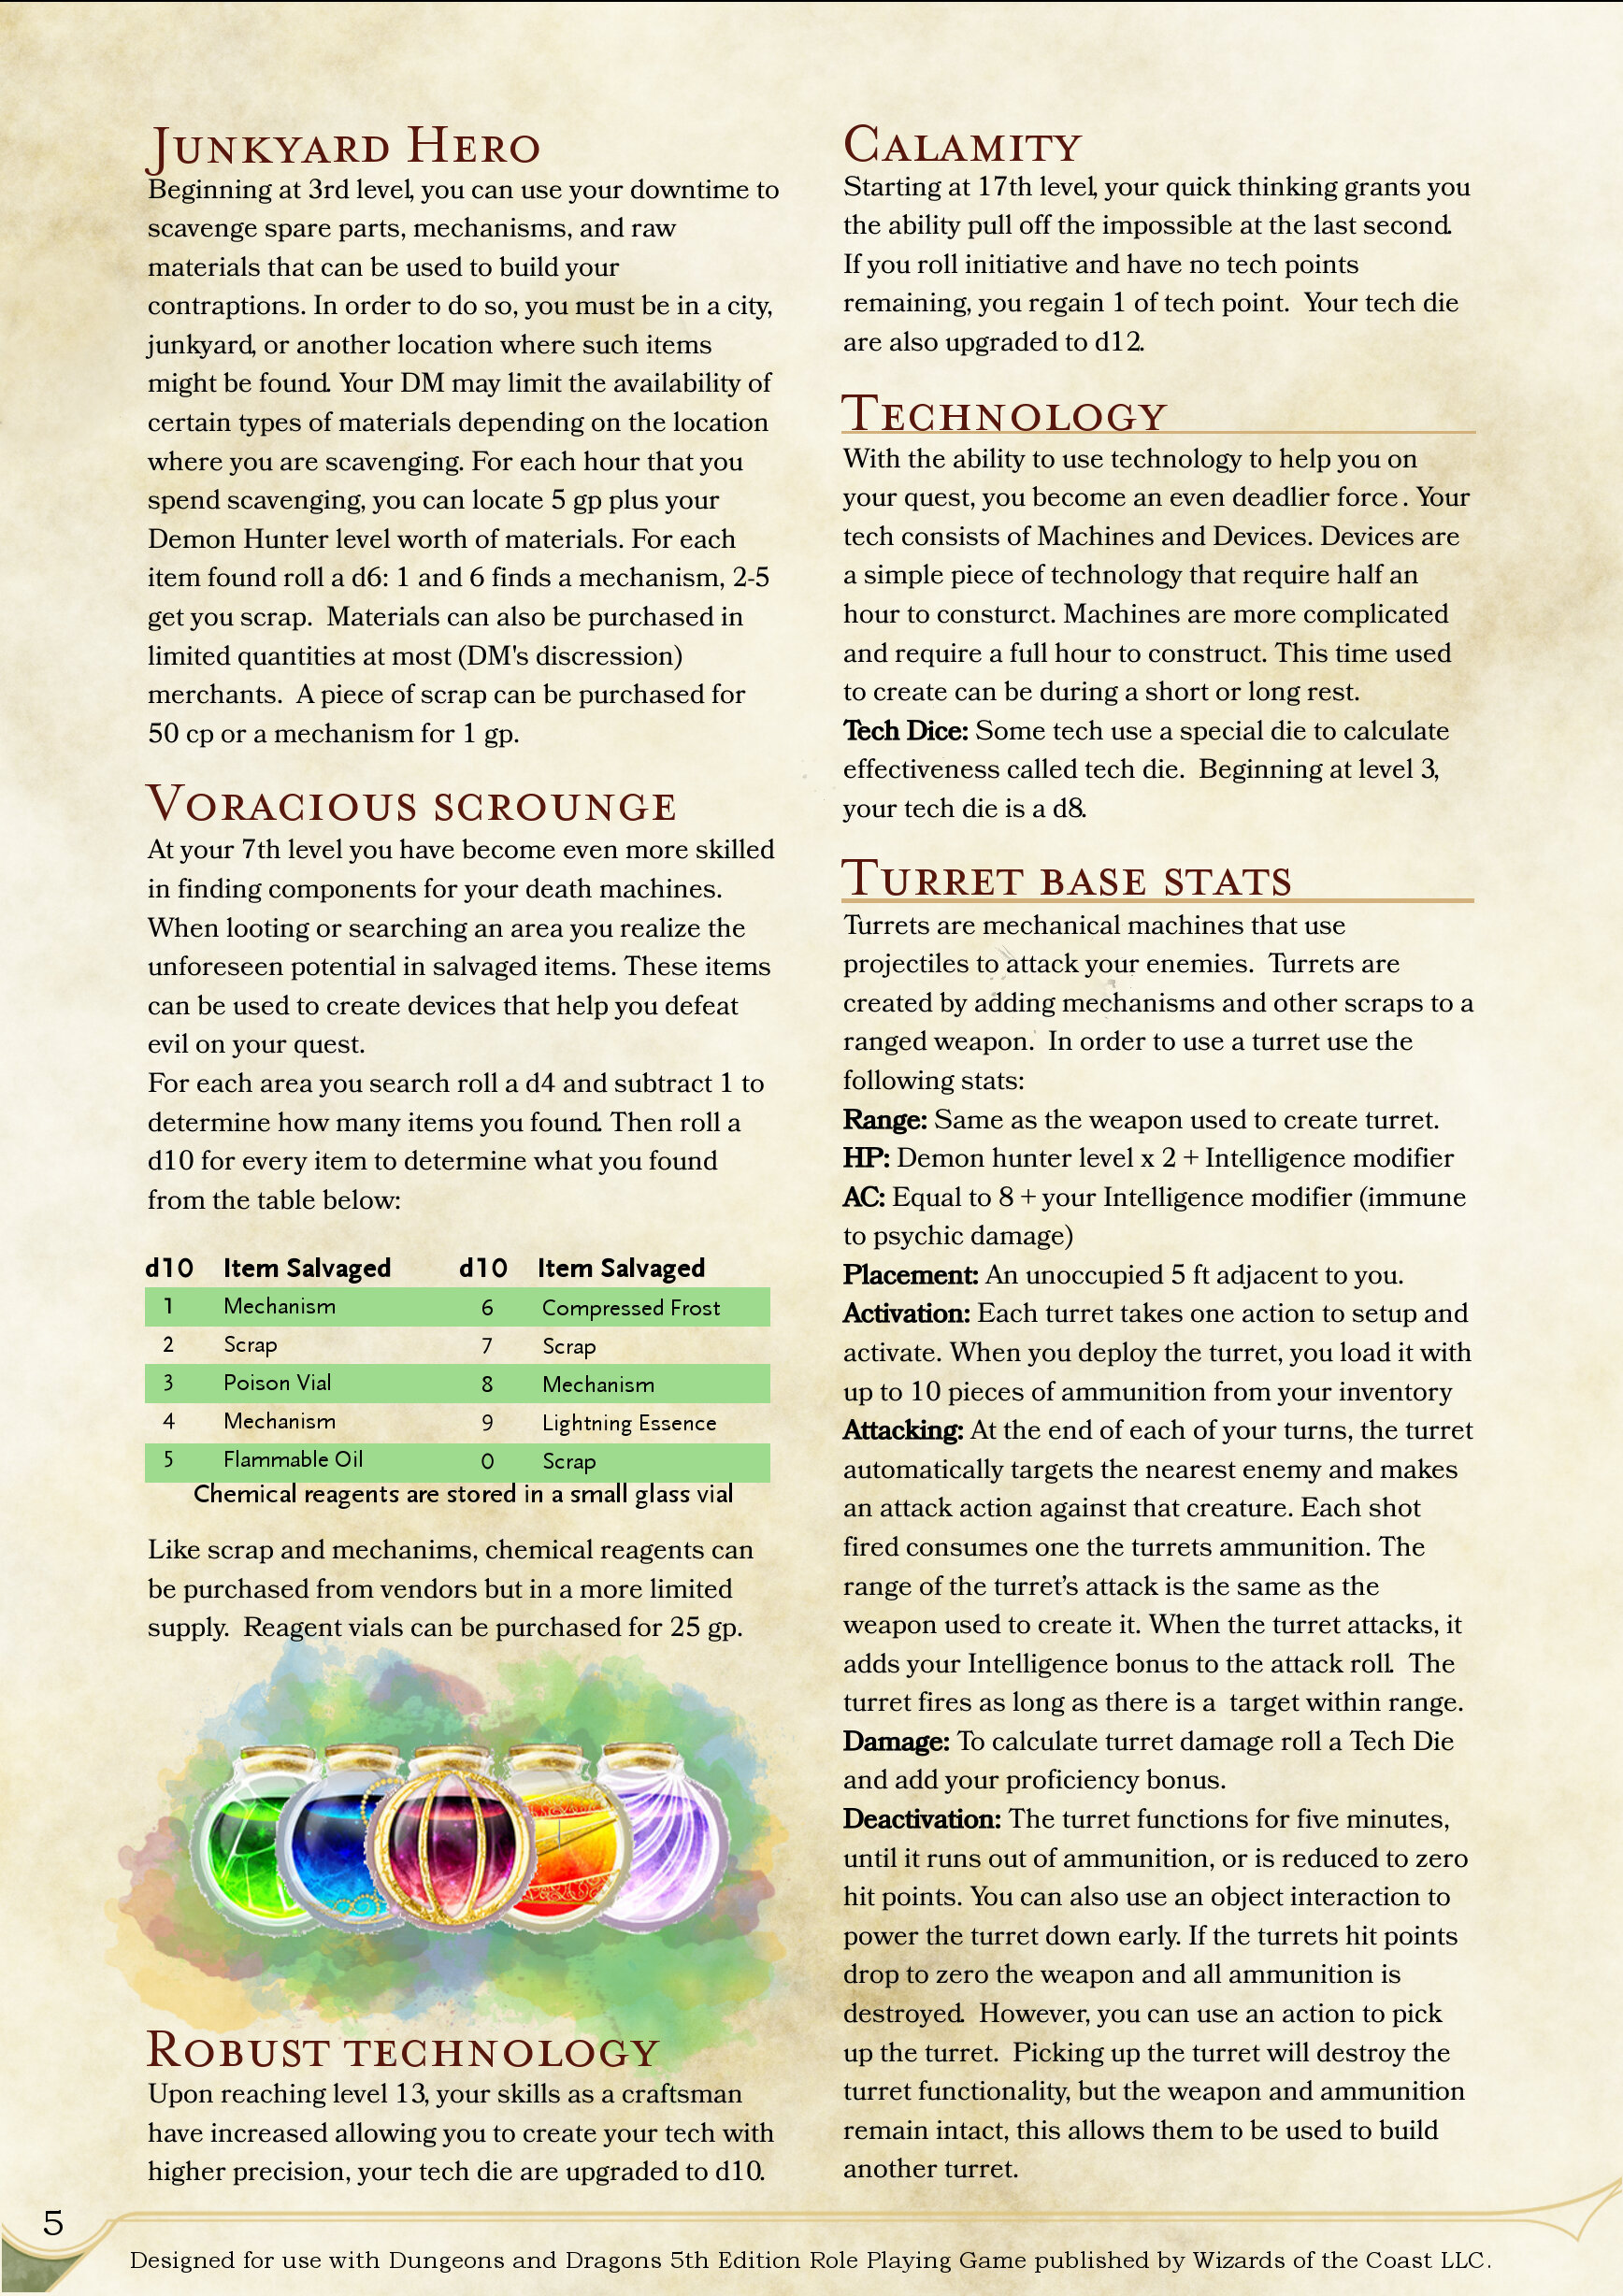 Junkyard Hero
Beginning at 3rd level, you can use your downtime to
scavenge spare parts, mechanisms, and raw
materials that can be used to build your
contraptions. In order to do so, you must be in a city,
junkyard, or another location where such items
might be found. Your DM may limit the availability of
certain types of materials depending on the location
where you are scavenging. For each hour that you
spend scavenging, you can locate 5 gp plus your
Demon Hunter level worth of materials. For each
item found roll a d6: 1 and 6 finds a mechanism, 2-5
get you scrap.  Materials can also be purchased in
limited quantities at most (DM's discression)
merchants.  A piece of scrap can be purchased for
50 cp or a mechanism for 1 gp.
Voracious scrounge
At your 7th level you have become even more skilled
in finding components for your death machines.
When looting or searching an area you realize the
unforeseen potential in salvaged items. These items
can be used to create devices that help you defeat
evil on your quest.
For each area you search roll a d4 and subtract 1 to
determine how many items you found. Then roll a
d10 for every item to determine what you found
from the table below:
d10 Item Salvaged d10 Item Salvaged
1 Mechanism 6 Compressed Frost
2 Scrap 7 Scrap
3 Poison Vial 8 Mechanism
4 Mechanism 9 Lightning Essence
5 Flammable Oil 0 Scrap
Chemical reagents are stored in a small glass vial
Like scrap and mechanims, chemical reagents can
be purchased from vendors but in a more limited
supply.  Reagent vials can be purchased for 25 gp.
Robust technology
Upon reaching level 13, your skills as a craftsman
have increased allowing you to create your tech with
higher precision, your tech die are upgraded to d10.
Calamity
Starting at 17th level, your quick thinking grants you
the ability pull off the impossible at the last second.
If you roll initiative and have no tech points
remaining, you regain 1 of tech point.  Your tech die
are also upgraded to d12.
Technology
With the ability to use technology to help you on
your quest, you become an even deadlier force. Your
tech consists of Machines and Devices. Devices are
a simple piece of technology that require half an
hour to consturct. Machines are more complicated
and require a full hour to construct. This time used
to create can be during a short or long rest.
Tech Dice: Some tech use a special die to calculate
effectiveness called tech die.  Beginning at level 3,
your tech die is a d8.
Turret base stats
Turrets are mechanical machines that use
projectiles to attack your enemies.  Turrets are
created by adding mechanisms and other scraps to a
ranged weapon.  In order to use a turret use the
following stats:
Range: Same as the weapon used to create turret.
HP: Demon hunter level x 2 + Intelligence modifier
AC: Equal to 8 + your Intelligence modifier (immune
to psychic damage)
Placement: An unoccupied 5 ft adjacent to you.
Activation: Each turret takes one action to setup and
activate. When you deploy the turret, you load it with
up to 10 pieces of ammunition from your inventory
Attacking: At the end of each of your turns, the turret
automatically targets the nearest enemy and makes
an attack action against that creature. Each shot
fired consumes one the turrets ammunition. The
range of the turret's attack is the same as the
weapon used to create it. When the turret attacks, it
adds your Intelligence bonus to the attack roll.  The
turret fires as long as there is a  target within range.
Damage: To calculate turret damage roll a Tech Die
and add your proficiency bonus.
Deactivation: The turret functions for five minutes,
until it runs out of ammunition, or is reduced to zero
hit points. You can also use an object interaction to
power the turret down early. If the turrets hit points
drop to zero the weapon and all ammunition is
destroyed.  However, you can use an action to pick
up the turret.  Picking up the turret will destroy the
turret functionality, but the weapon and ammunition
remain intact, this allows them to be used to build
another turret.
5
Designed for use with Dungeons and Dragons 5th Edition Role Playing Game published by Wizards of the Coast LLC.